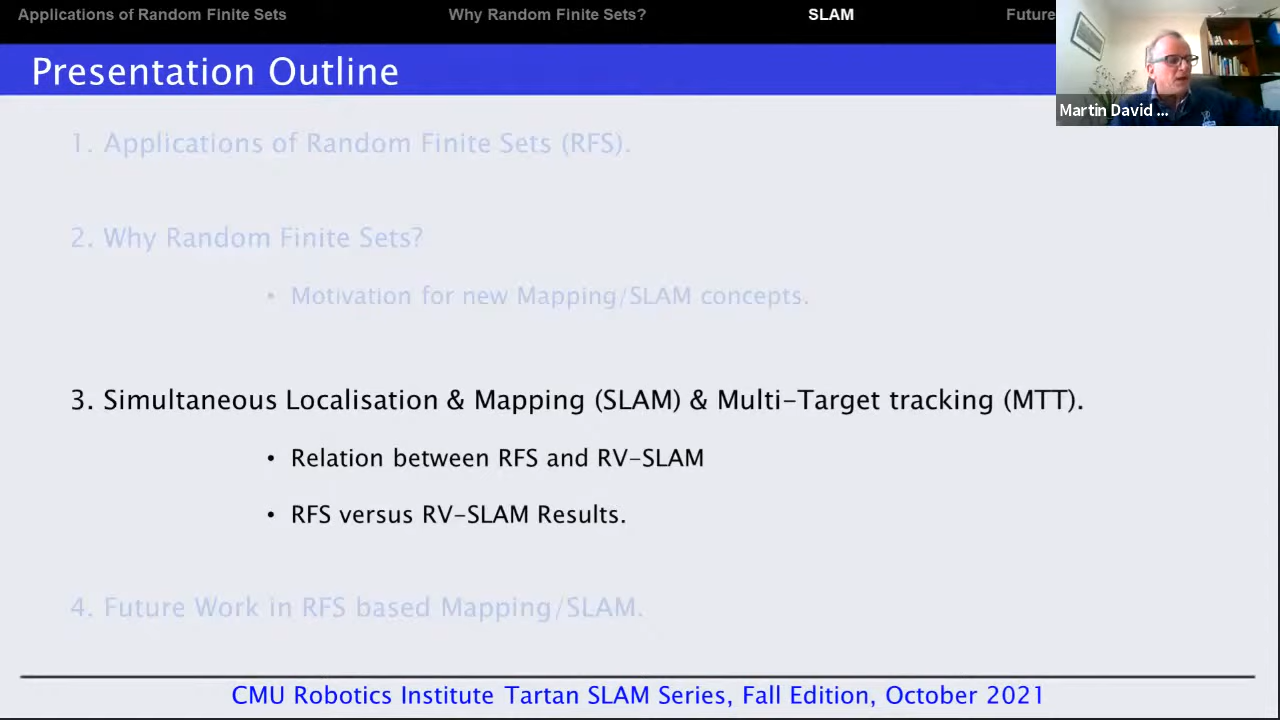 Applications of Random Finite Sets
Why Random Finite Sets?
SLAM
Future
Presentation Outline
Martin David ...
1. Applications of Random Finite Sets (RFS).
2. Why Random Finite Sets?
• Motivation for new Mapping/SLAM concepts.
3. Simultaneous Localisation & Mapping (SLAM) & Multi-Target tracking (MTT).
• Relation between RFS and RV-SLAM
• RFS versus RV-SLAM Results.
4. Future Work in RFS based Mapping/SLAM.
CMU Robotics Institute Tartan SLAM Series, Fall Edition, October 2021